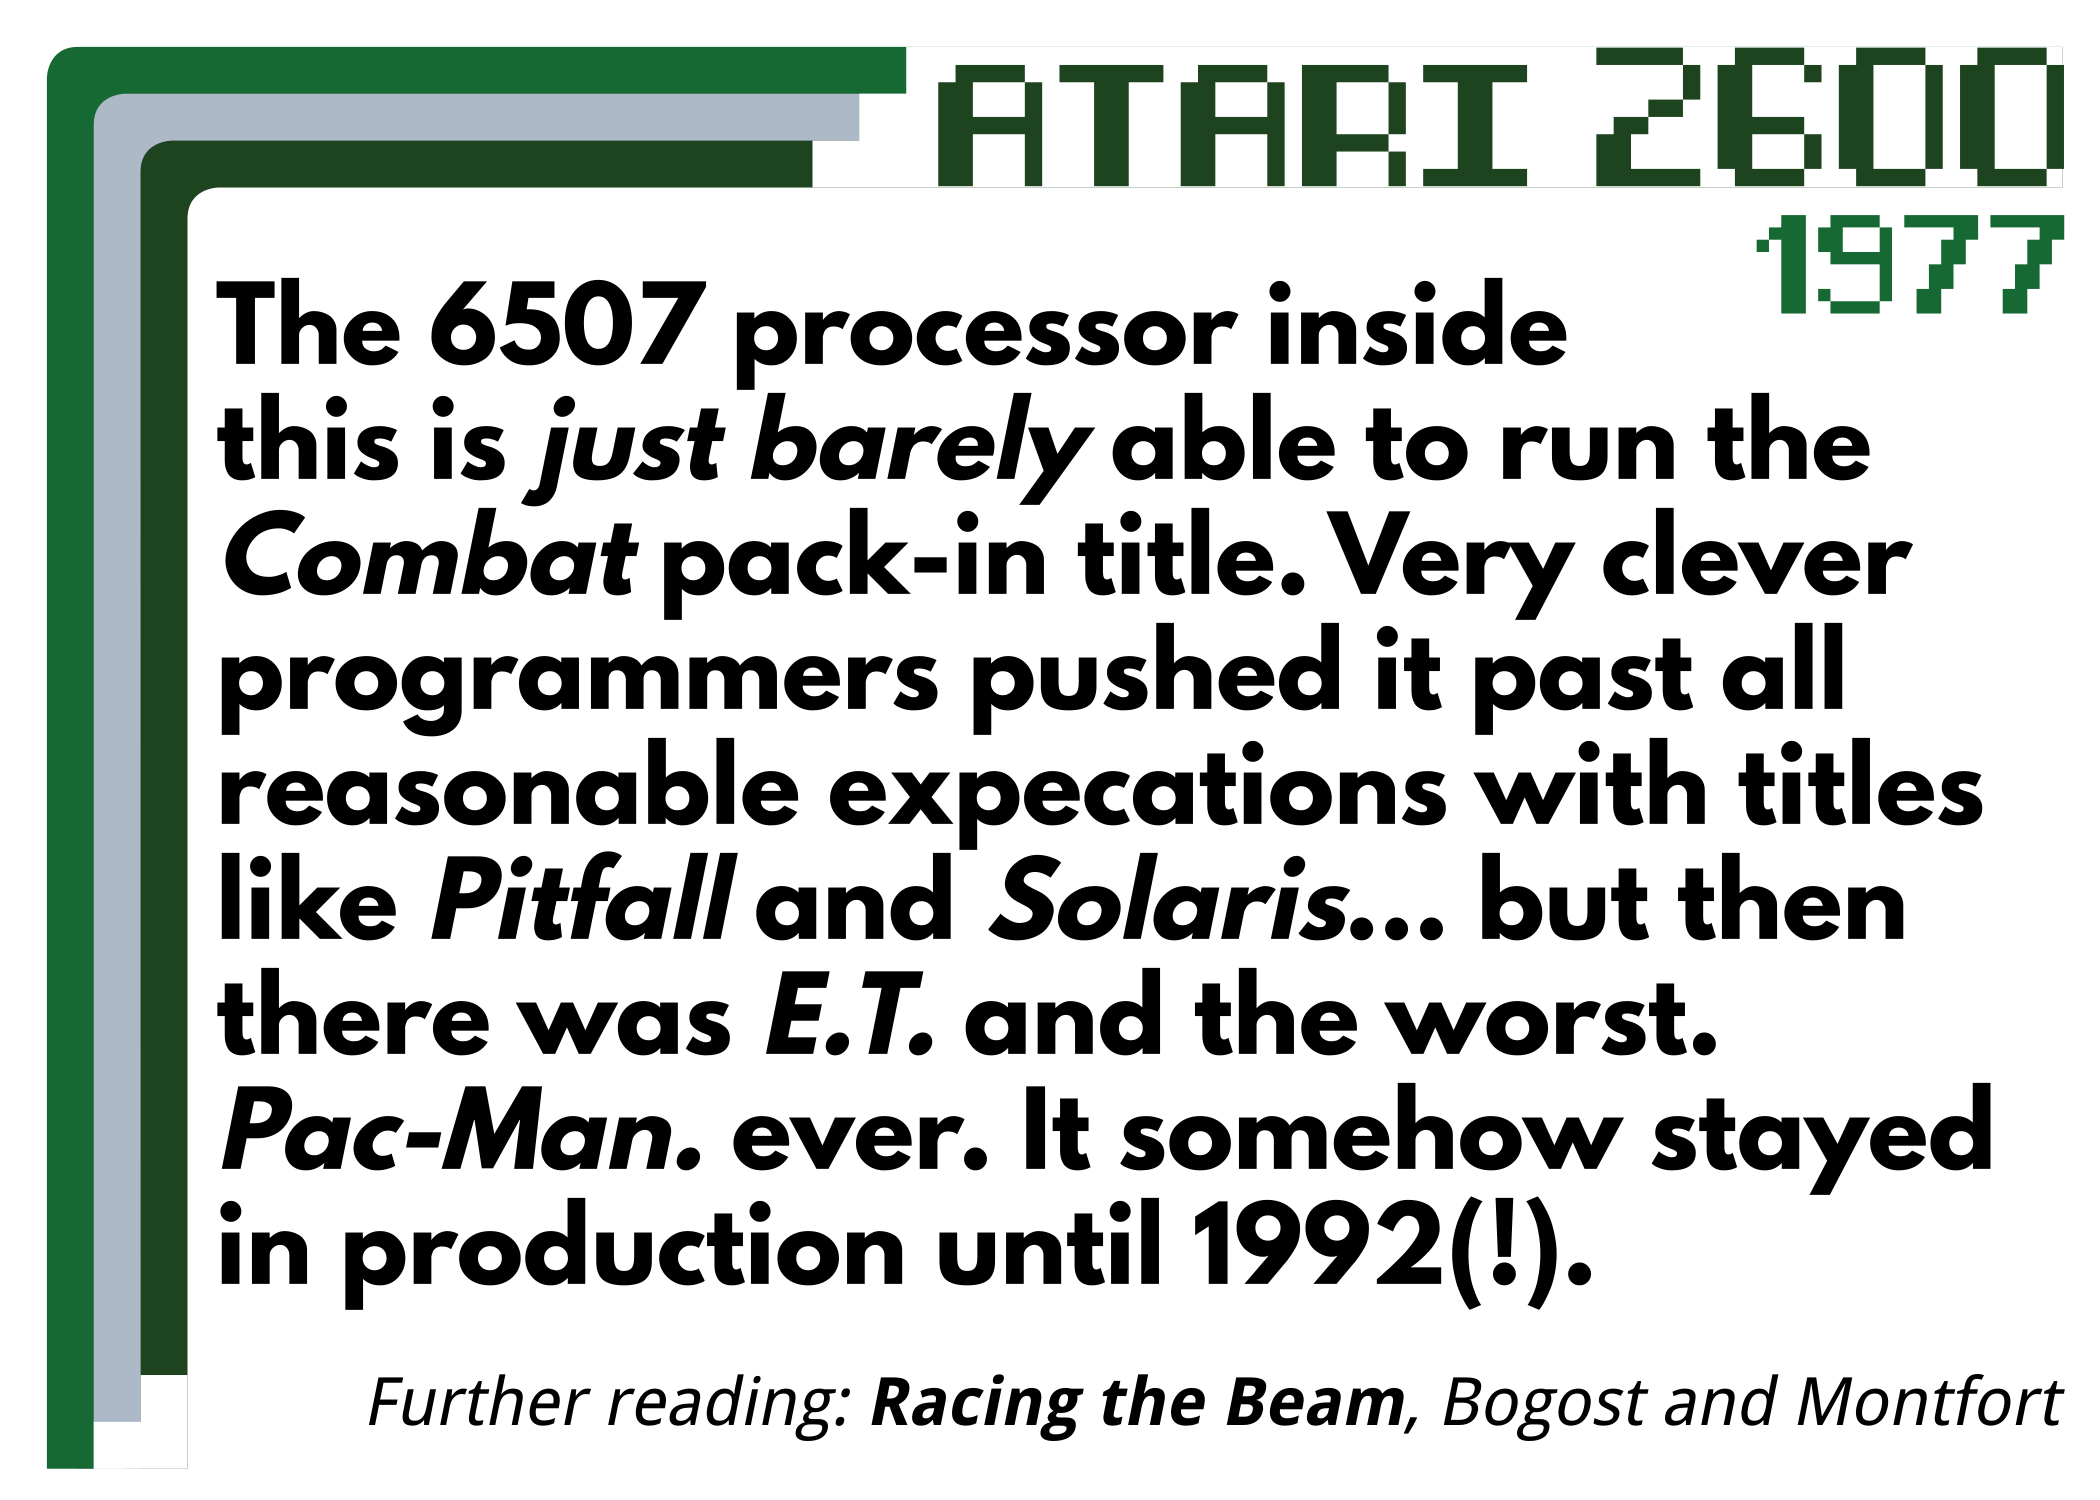 ATARI 2600
1977
The 6507 processor inside
this is just barely able to run the
Combat pack-in title. Very clever
programmers pushed it past all
reasonable expecations with titles
like Pitfall and Solaris... but then
there was E.T. and the worst.
Pac-Man. ever. It somehow stayed
in production until 1992(!).
Further reading: Racing the Beam, Bogost and Montfort